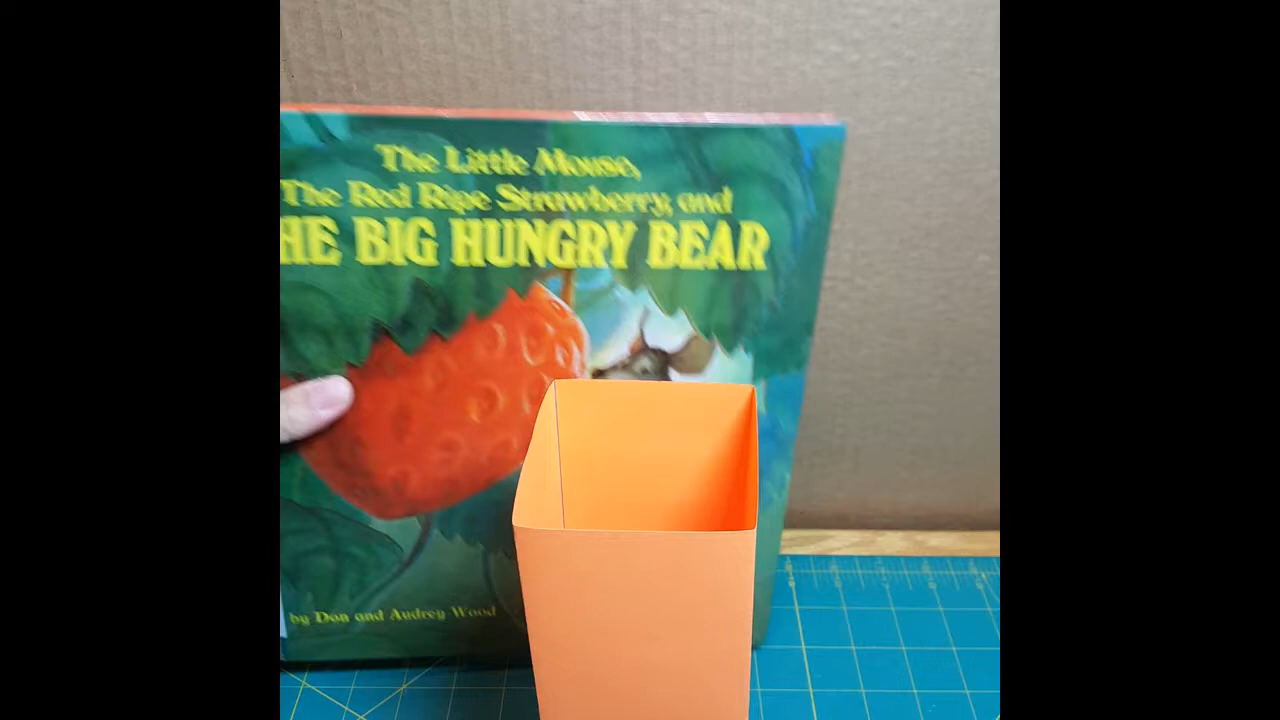 The Little Mouse,
The Red Ripe Strawberry, and
HE BIG HUNGRY BEAR
by Don and Audrey Wood